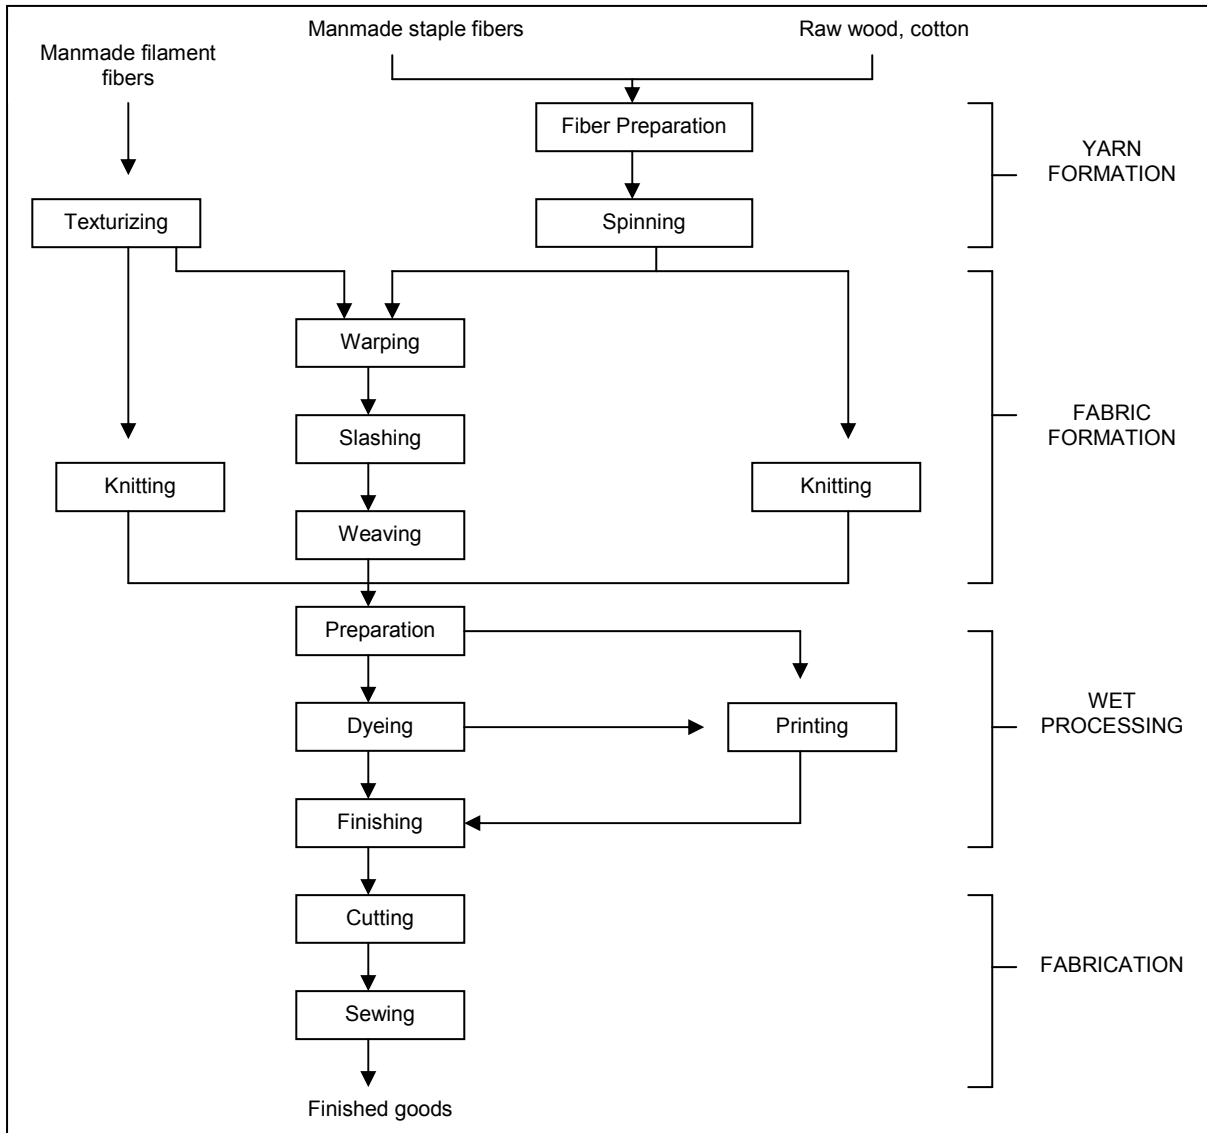 Manmade staple fibers
Raw wood, cotton
Manmade filament
fibers
Fiber Preparation
YARN
FORMATION
Texturizing
Spinning
Warping
Slashing
FABRIC
FORMATION
Knitting
Knitting
Weaving
Preparation
WET
PROCESSING
Dyeing
Printing
Finishing
Cutting
FABRICATION
Sewing
Finished goods